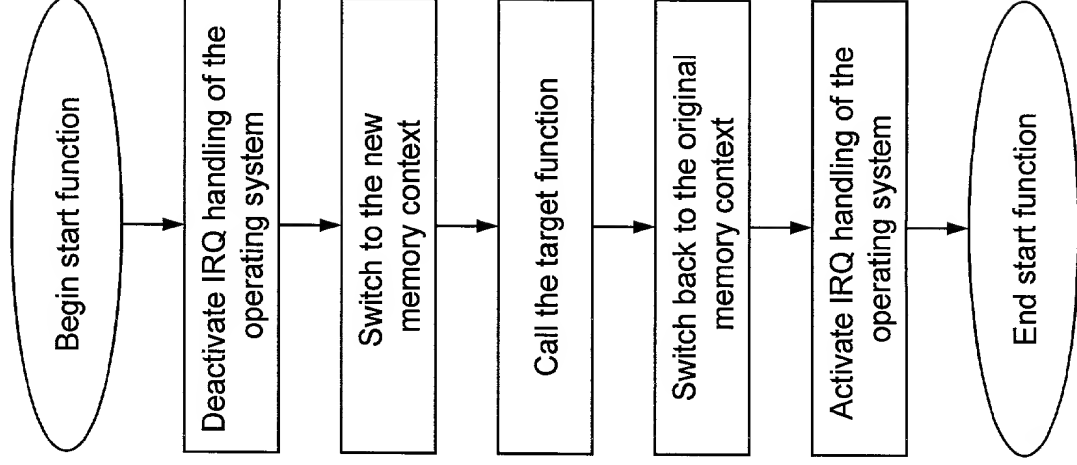 Begin start function
Deactivate IRQ handling of the
operating system
Switch to the new
memory context
Call the target function
Switch back to the original
memory context
Activate IRQ handling of the
operating system
End start function